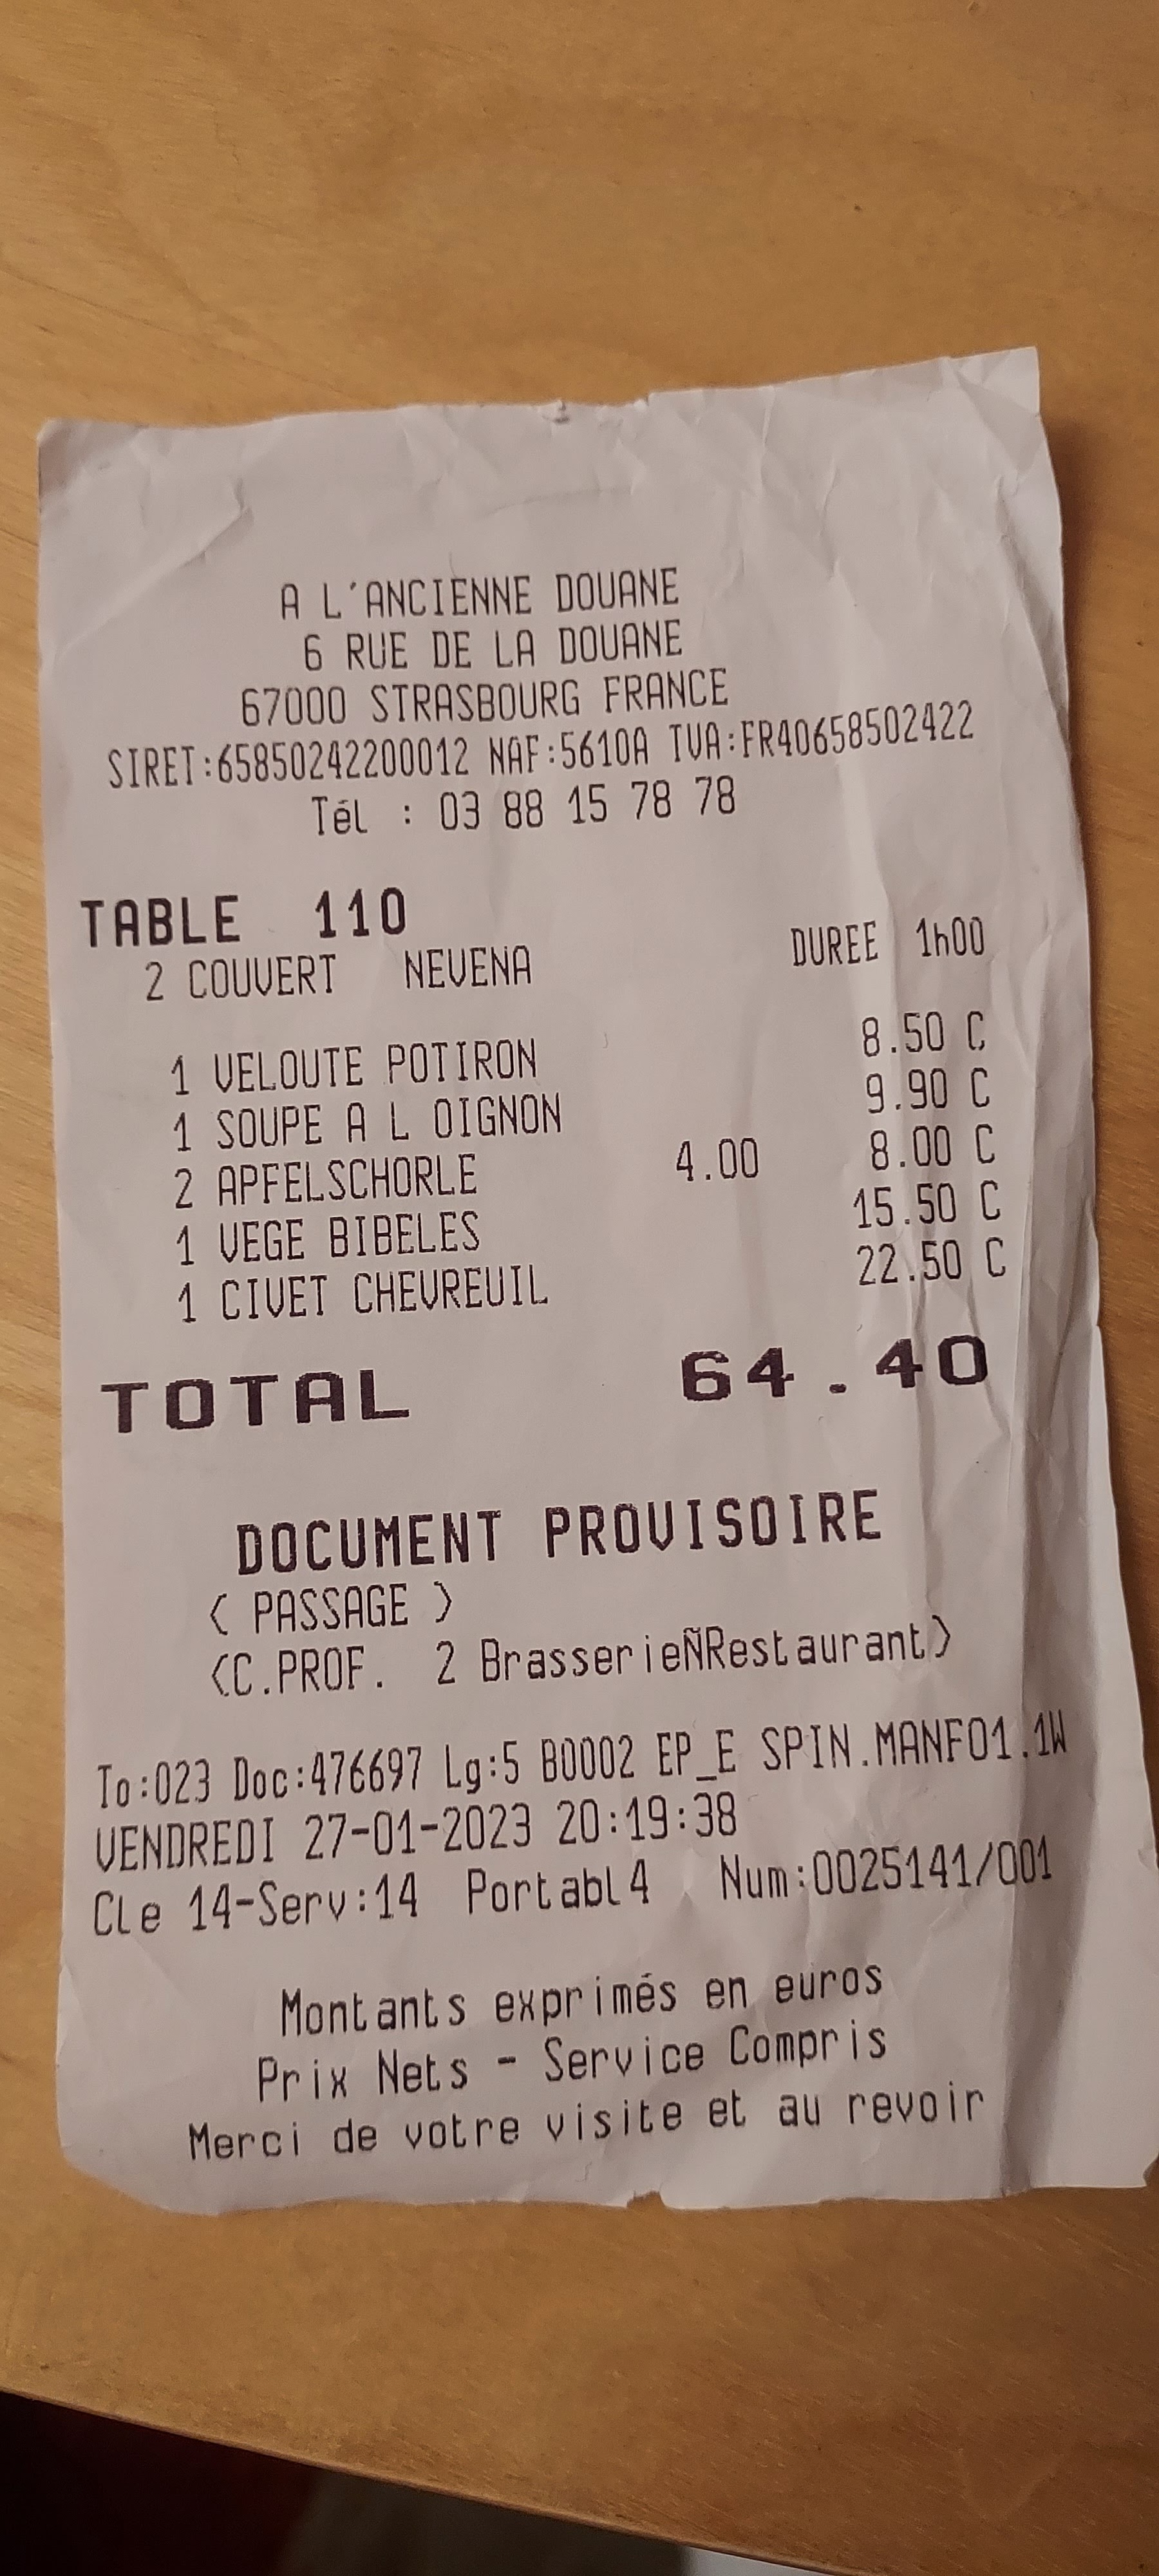 A L'ANCIENNE DOUANE
6 RUE DE LA DOUANE
67000 STRASBOURG FRANCE
SIRET:65850242200012 NAF:5610A TVA:FR40658502422
Tél : 03 88 15 78 78
TABLE 110
2 COUVERT NEVENA DUREE 1h00
1 VELOUTE POTIRON 8.50 C
1 SOUPE A L OIGNON 9.90 C
2 APFELSCHORLE 4.00 8.00 C
1 VEGE BIBELES 15.50 C
1 CIVET CHEVREUIL 22.50 C
TOTAL 64.40
DOCUMENT PROVISOIRE
( PASSAGE )
(C.PROF. 2 BrasserieÑRestaurant)
To:023 Doc:476697 Lg:5 B0002 EP_E SPIN.MANFO1.1W
VENDREDI 27-01-2023 20:19:38
Cle 14-Serv:14 Portabl4 Num:0025141/001
Montants exprimés en euros
Prix Nets - Service Compris
Merci de votre visite et au revoir